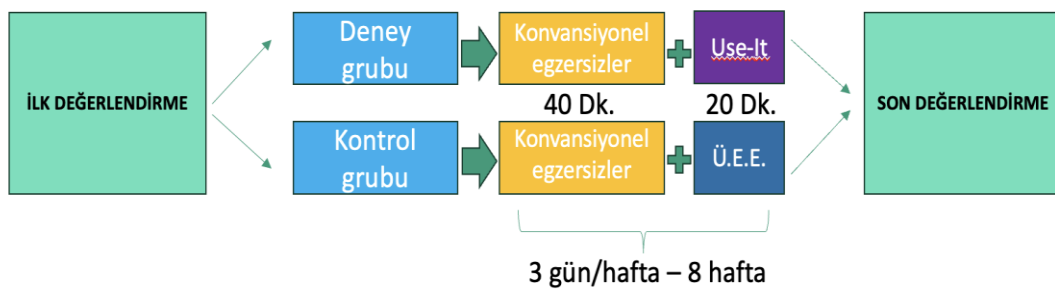 İLK DEĞERLENDİRME
Deney
grubu
Konvansiyonel
egzersizler
Use-It
40 Dk.
20 Dk.
Kontrol
grubu
Konvansiyonel
egzersizler
Ü.E.E.
SON DEĞERLENDİRME
3 gün/hafta – 8 hafta